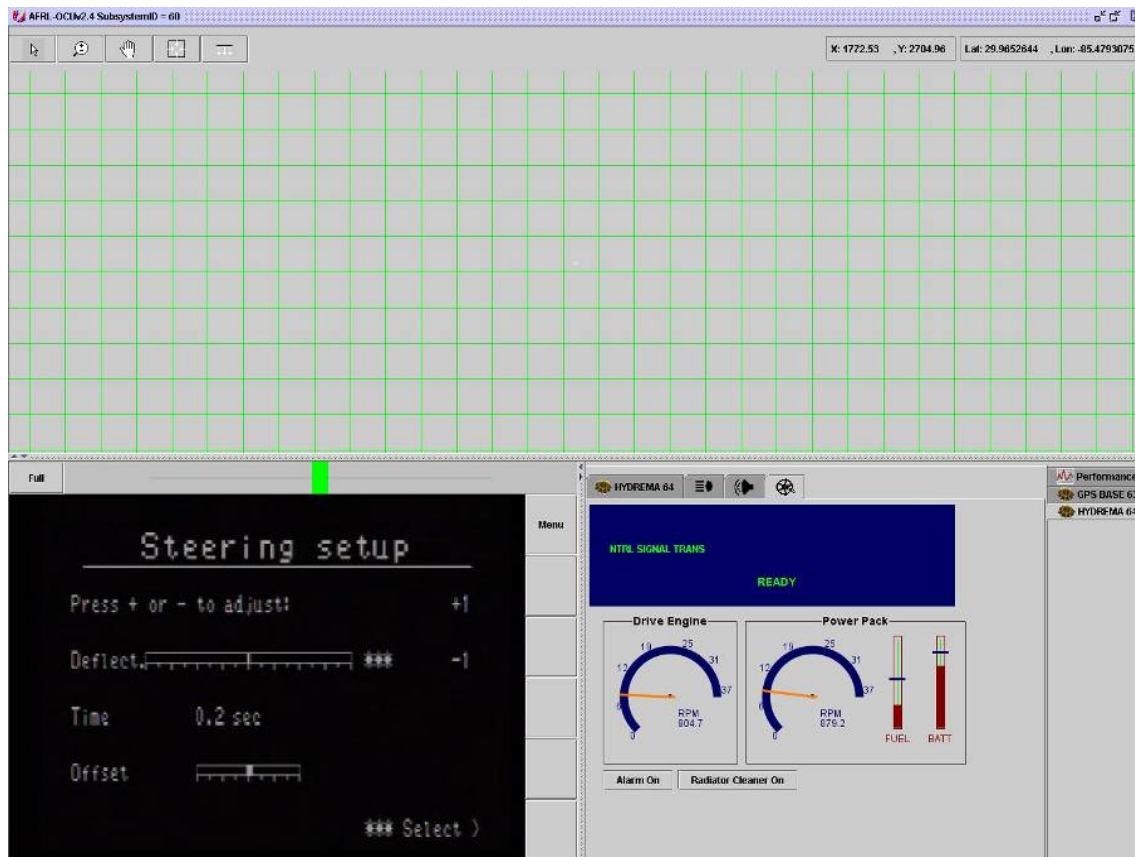 AFRL-OCUv2.4 SubsystemID = 60
X: 1772.53 , Y: 2704.96 Lat: 29.9652644 , Lon: -85.4793075
Full
Menu
Steering setup
Press + or - to adjust: +1
Deflect. *** -1
Time 0.2 sec
Offset
*** Select >
HYDREMA 64
NTRL SIGNAL TRANS
READY
Drive Engine
0 6 12 19 25 31 37
RPM
804.7
Power Pack
0 6 12 19 25 31 37
RPM
879.2
FUEL BATT
Alarm On Radiator Cleaner On
Performance
GPS BASE
HYDREMA 64